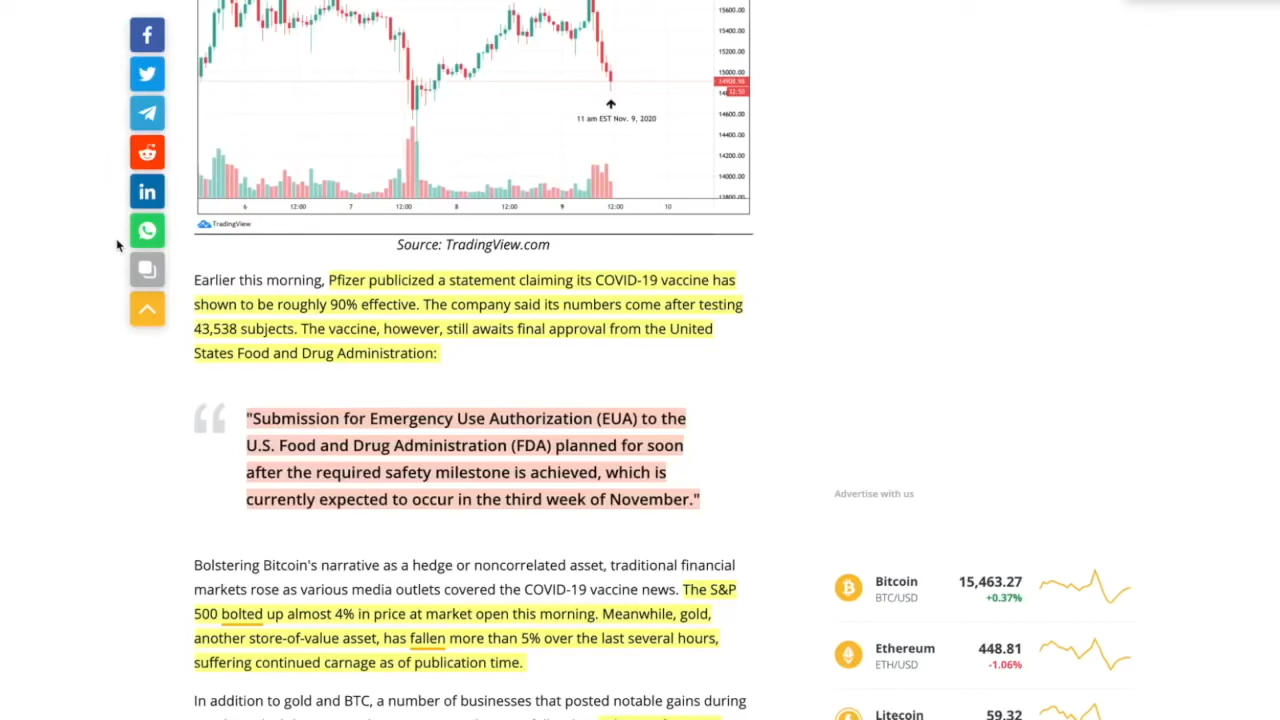 15600.00
15400.00
15200.00
15000.00
14908.98
12:50
14600.00
14400.00
14200.00
14000.00
11 am EST Nov. 9, 2020
6 12:00 7 12:00 8 12:00 9 12:00 10
TradingView
Source: TradingView.com
Earlier this morning, Pfizer publicized a statement claiming its COVID-19 vaccine has
shown to be roughly 90% effective. The company said its numbers come after testing
43,538 subjects. The vaccine, however, still awaits final approval from the United
States Food and Drug Administration:
"Submission for Emergency Use Authorization (EUA) to the
U.S. Food and Drug Administration (FDA) planned for soon
after the required safety milestone is achieved, which is
currently expected to occur in the third week of November."
Bolstering Bitcoin's narrative as a hedge or noncorrelated asset, traditional financial
markets rose as various media outlets covered the COVID-19 vaccine news. The S&P
500 bolted up almost 4% in price at market open this morning. Meanwhile, gold,
another store-of-value asset, has fallen more than 5% over the last several hours,
suffering continued carnage as of publication time.
In addition to gold and BTC, a number of businesses that posted notable gains during
Advertise with us
Bitcoin 15,463.27
BTC/USD +0.37%
Ethereum 448.81
ETH/USD -1.06%
Litecoin 59.32